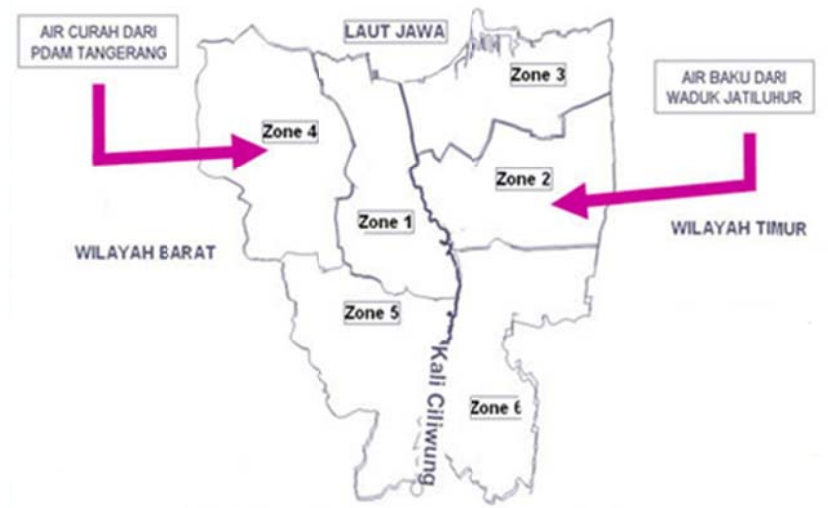 AIR CURAH DARI
PDAM TANGERANG
LAUT JAWA
Zone 3
AIR BAKU DARI
WADUK JATILUHUR
Zone 4
Zone 2
Zone 1
WILAYAH BARAT
WILAYAH TIMUR
Zone 5
Kali Ciliwung
Zone 6